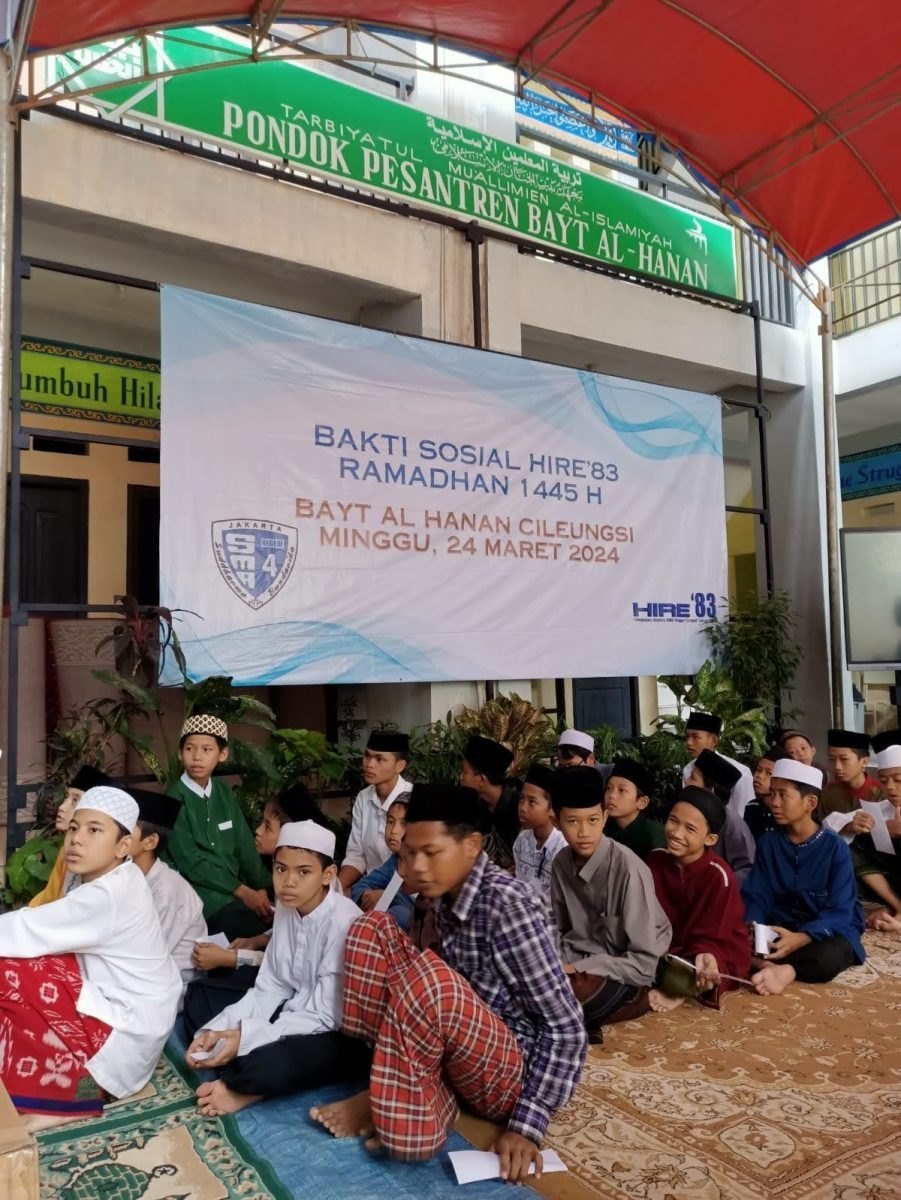 تربية المعلمين الإسلامية
TARBIYATUL MUALLIMIEN AL-ISLAMIYAH
PONDOK PESANTREN BAYT AL-HANAN
umbuh Hila
BAKTI SOSIAL HIRE'83
RAMADHAN 1445 H
BAYT AL HANAN CILEUNGSI
MINGGU, 24 MARET 2024
JAKARTA
SMA
NEGERI
4
HIRE '83